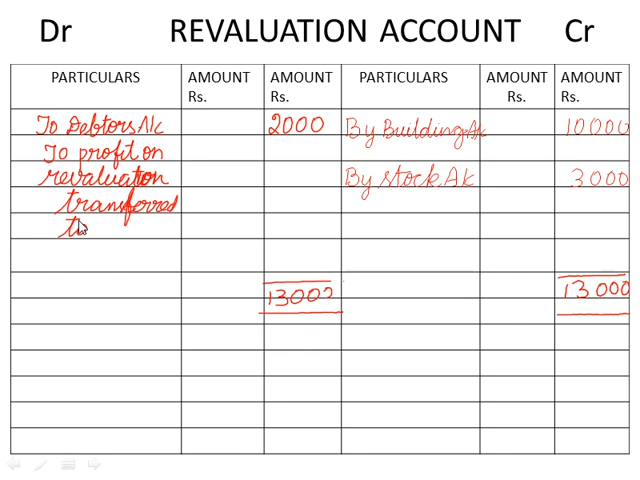 Dr REVALUATION ACCOUNT Cr
PARTICULARS AMOUNT Rs. AMOUNT Rs. PARTICULARS AMOUNT Rs. AMOUNT Rs.
To Debtors A/c 2000 By Building A/c 10000
To profit on
revaluation By stock A/c 3000
transferred
t
13000 13000